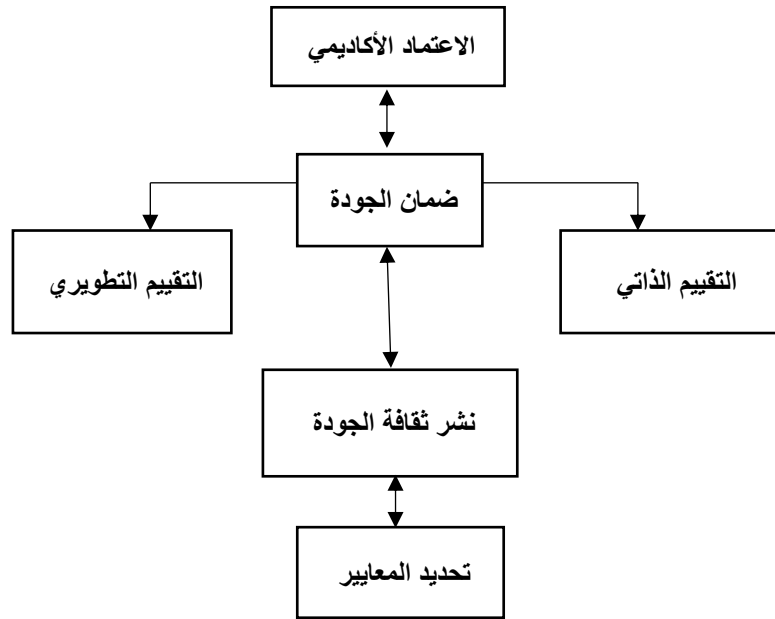 الاعتماد الأكاديمي
ضمان الجودة
التقييم الذاتي
التقييم التطويري
نشر ثقافة الجودة
تحديد المعايير